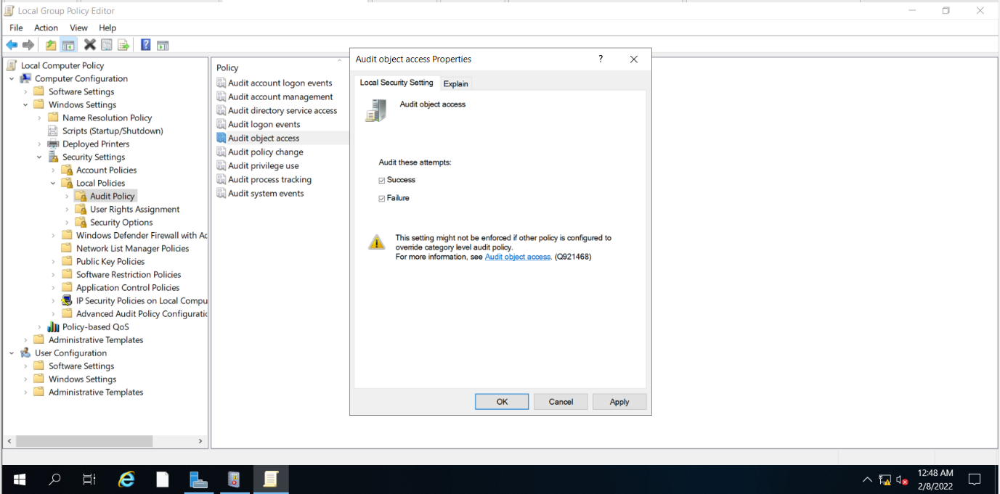 Local Group Policy Editor
File Action View Help
Local Computer Policy
Computer Configuration
Software Settings
Windows Settings
Name Resolution Policy
Scripts (Startup/Shutdown)
Deployed Printers
Security Settings
Account Policies
Local Policies
Audit Policy
User Rights Assignment
Security Options
Windows Defender Firewall with Ac
Network List Manager Policies
Public Key Policies
Software Restriction Policies
Application Control Policies
IP Security Policies on Local Compu
Advanced Audit Policy Configuratic
Policy-based QoS
Administrative Templates
User Configuration
Software Settings
Windows Settings
Administrative Templates
Policy
Audit account logon events
Audit account management
Audit directory service access
Audit logon events
Audit object access
Audit policy change
Audit privilege use
Audit process tracking
Audit system events
Audit object access Properties
Local Security Setting Explain
Audit object access
Audit these attempts:
Success
Failure
This setting might not be enforced if other policy is configured to
override category level audit policy.
For more information, see Audit object access. (Q921468)
OK Cancel Apply
12:48 AM
2/8/2022